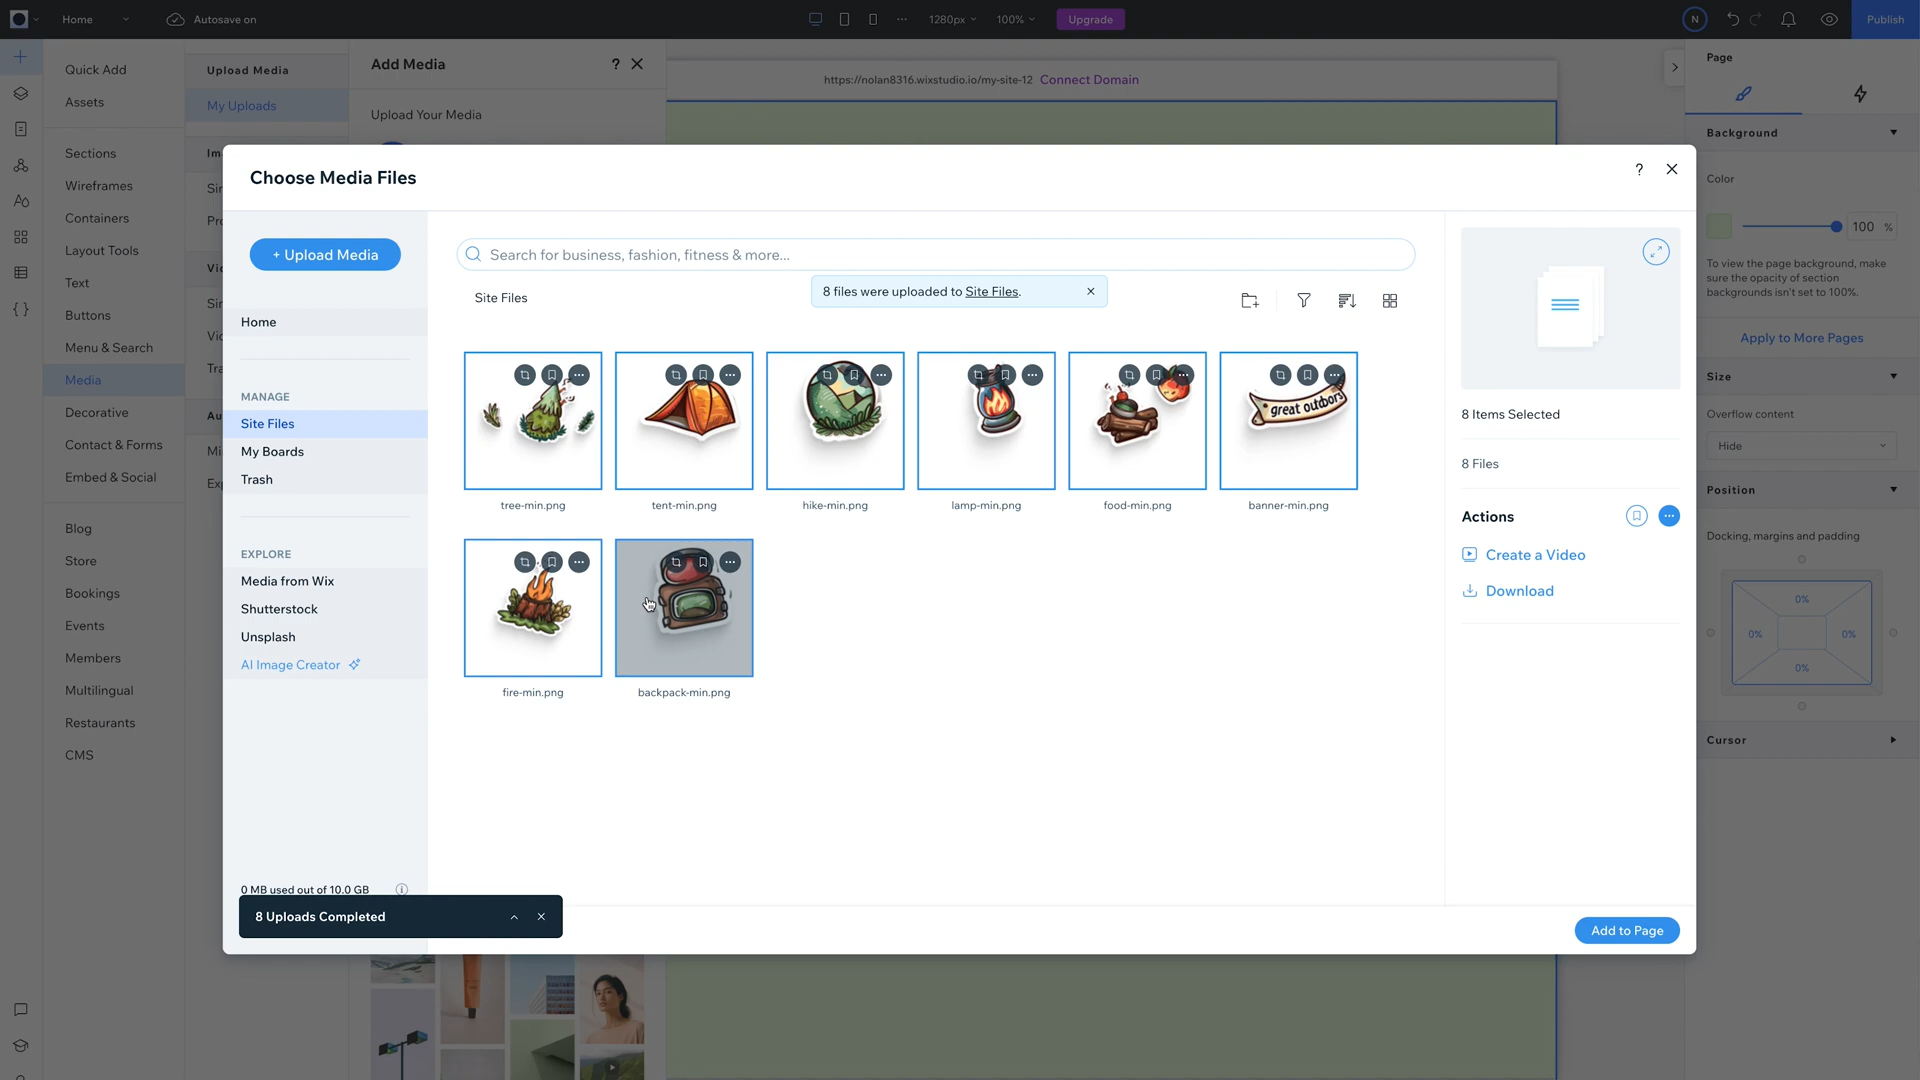 Home
Autosave on
1280px
100%
Upgrade
N
Publish
Quick Add
Assets
Sections
Wireframes
Containers
Layout Tools
Text
Buttons
Menu & Search
Media
Decorative
Contact & Forms
Embed & Social
Blog
Store
Bookings
Events
Members
Multilingual
Restaurants
CMS
Upload Media
My Uploads
Add Media
?
Upload Your Media
https://nolan8316.wixstudio.io/my-site-12 Connect Domain
Choose Media Files
?
+ Upload Media
Home
MANAGE
Site Files
My Boards
Trash
EXPLORE
Media from Wix
Shutterstock
Unsplash
AI Image Creator
0 MB used out of 10.0 GB
8 Uploads Completed
Search for business, fashion, fitness & more...
Site Files
8 files were uploaded to Site Files.
great outdoors
tree-min.png
tent-min.png
hike-min.png
lamp-min.png
food-min.png
banner-min.png
fire-min.png
backpack-min.png
8 Items Selected
8 Files
Actions
Create a Video
Download
Add to Page
Page
Background
Color
100 %
To view the page background, make
sure the opacity of section
backgrounds isn't set to 100%.
Apply to More Pages
Size
Overflow content
Hide
Position
Docking, margins and padding
0%
0%
0%
0%
Cursor